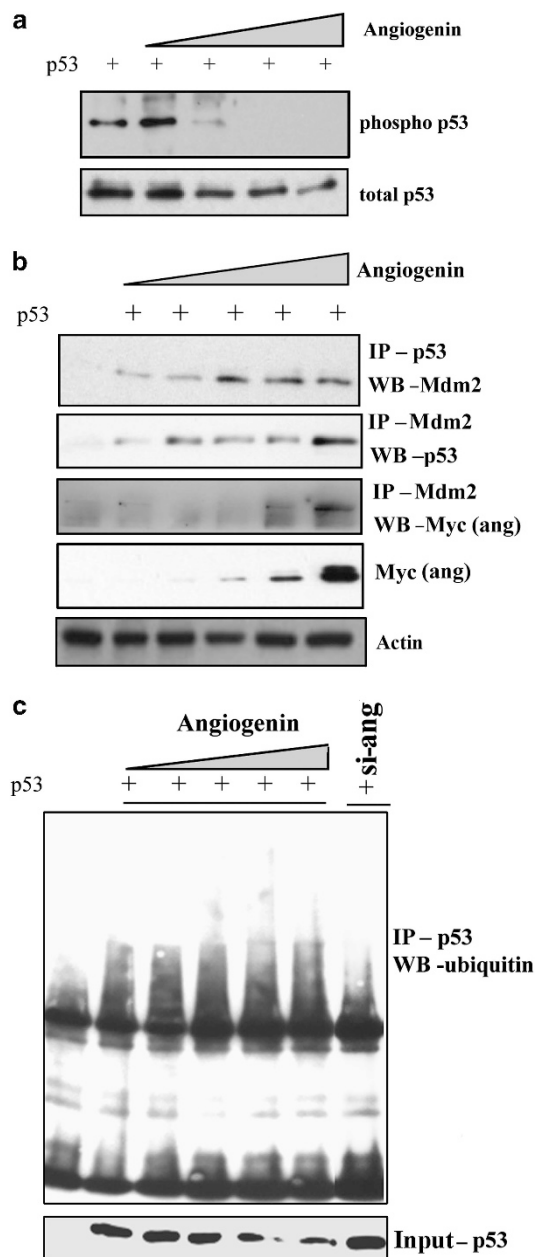 a
Angiogenin
p53 + + + + +
phospho p53
total p53
b
Angiogenin
p53 + + + + +
IP – p53
WB –Mdm2
IP – Mdm2
WB –p53
IP – Mdm2
WB –Myc (ang)
Myc (ang)
Actin
c
Angiogenin
si-ang
p53 + + + + + +
IP – p53
WB -ubiquitin
Input – p53